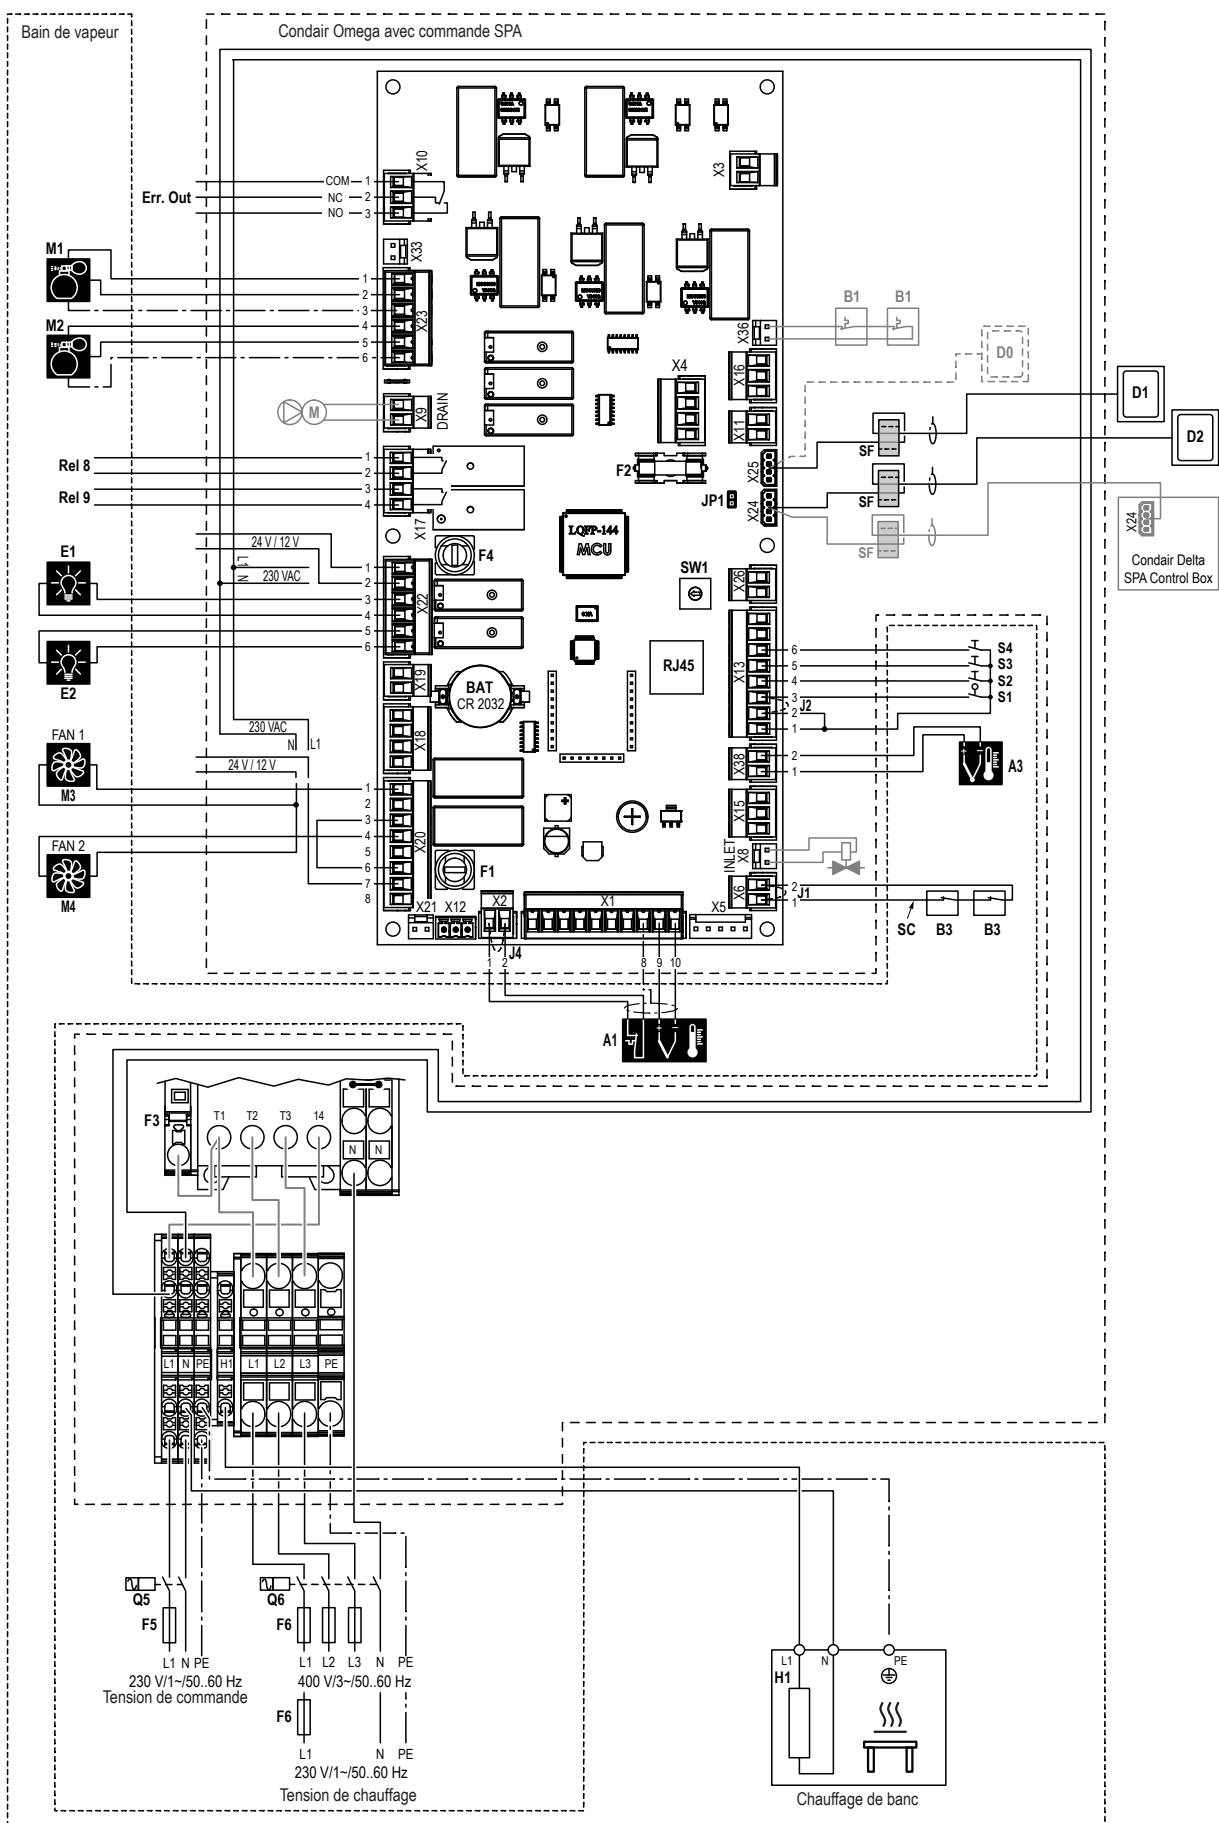 Bain de vapeur
Condair Omega avec commande SPA
X10
X3
COM 1
Err. Out
NC 2
NO 3
X33
M1
1
2
3
M2
4
X23
5
6
X36
B1
B1
D0
X4
X16
M
X9
DRAIN
X11
D1
D2
SF
Rel 8
1
2
Rel 9
3
4
X17
F2
X25
JP1
X24
SF
SF
X24
Condair Delta
SPA Control Box
24 V / 12 V
L1
N
230 VAC
F4
LQFP-144
MCU
SW1
X26
E1
1
2
3
4
X22
5
6
E2
X19
BAT
CR 2032
RJ45
X13
6
5
4
3
2
1
J2
S4
S3
S2
S1
230 VAC
N
L1
24 V / 12 V
FAN 1
M3
X18
X38
2
1
A3
X15
1
2
3
4
X20
5
6
7
8
FAN 2
M4
F1
INLET
X8
X6
2
1
J1
SC
B3
B3
X21
X12
X2
X1
X5
1
2
J4
8
9
10
A1
F3
T1
T2
T3
14
N
N
L1
N
PE
H1
L1
L2
L3
PE
Q5
F5
L1 N PE
230 V/1~/50..60 Hz
Tension de commande
Q6
F6
L1 L2 L3 N PE
400 V/3~/50..60 Hz
F6
L1 N PE
230 V/1~/50..60 Hz
Tension de chauffage
L1
N
PE
H1
Chauffage de banc